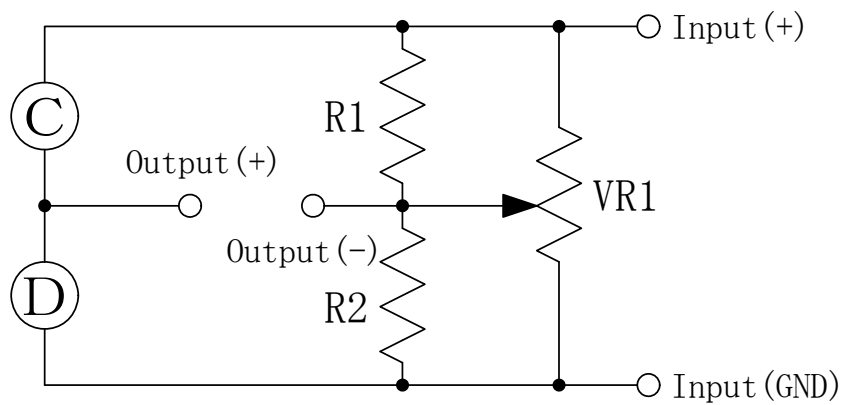 Input(+)
C
R1
Output(+)
VR1
Output(-)
D
R2
Input(GND)